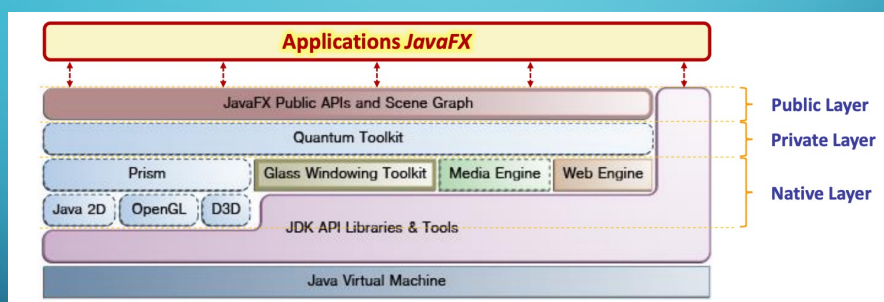 Applications JavaFX
JavaFX Public APIs and Scene Graph
Public Layer
Quantum Toolkit
Private Layer
Prism
Glass Windowing Toolkit
Media Engine
Web Engine
Native Layer
Java 2D
OpenGL
D3D
JDK API Libraries & Tools
Java Virtual Machine